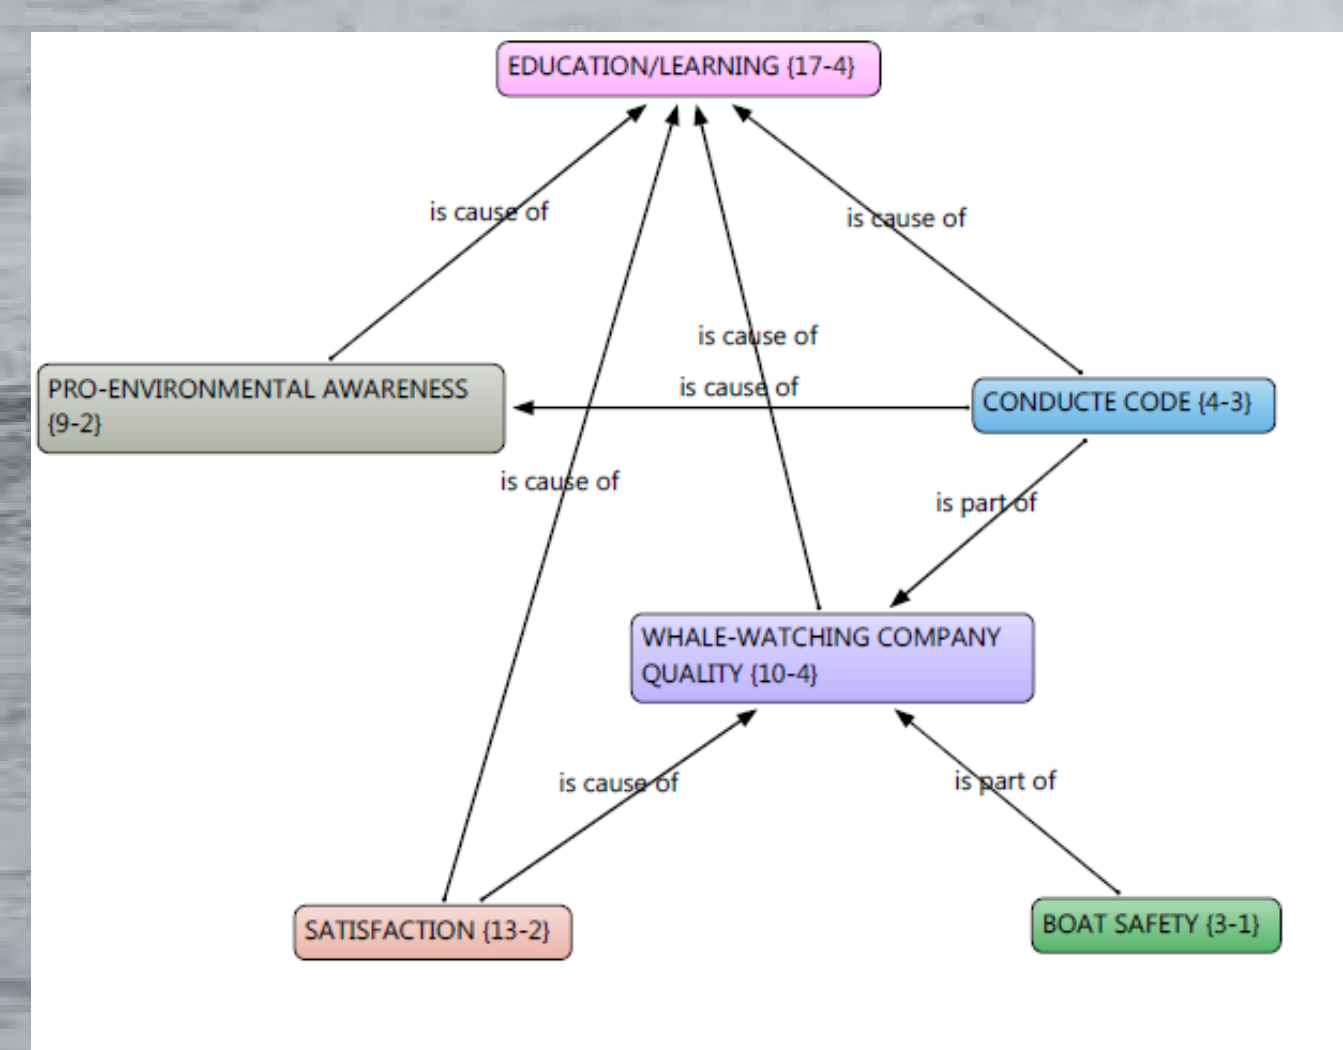 EDUCATION/LEARNING {17-4}
is cause of
is cause of
is cause of
is cause of
PRO-ENVIRONMENTAL AWARENESS
{9-2}
CONDUCTE CODE {4-3}
is cause of
is part of
WHALE-WATCHING COMPANY
QUALITY {10-4}
is cause of
is part of
SATISFACTION {13-2}
BOAT SAFETY {3-1}